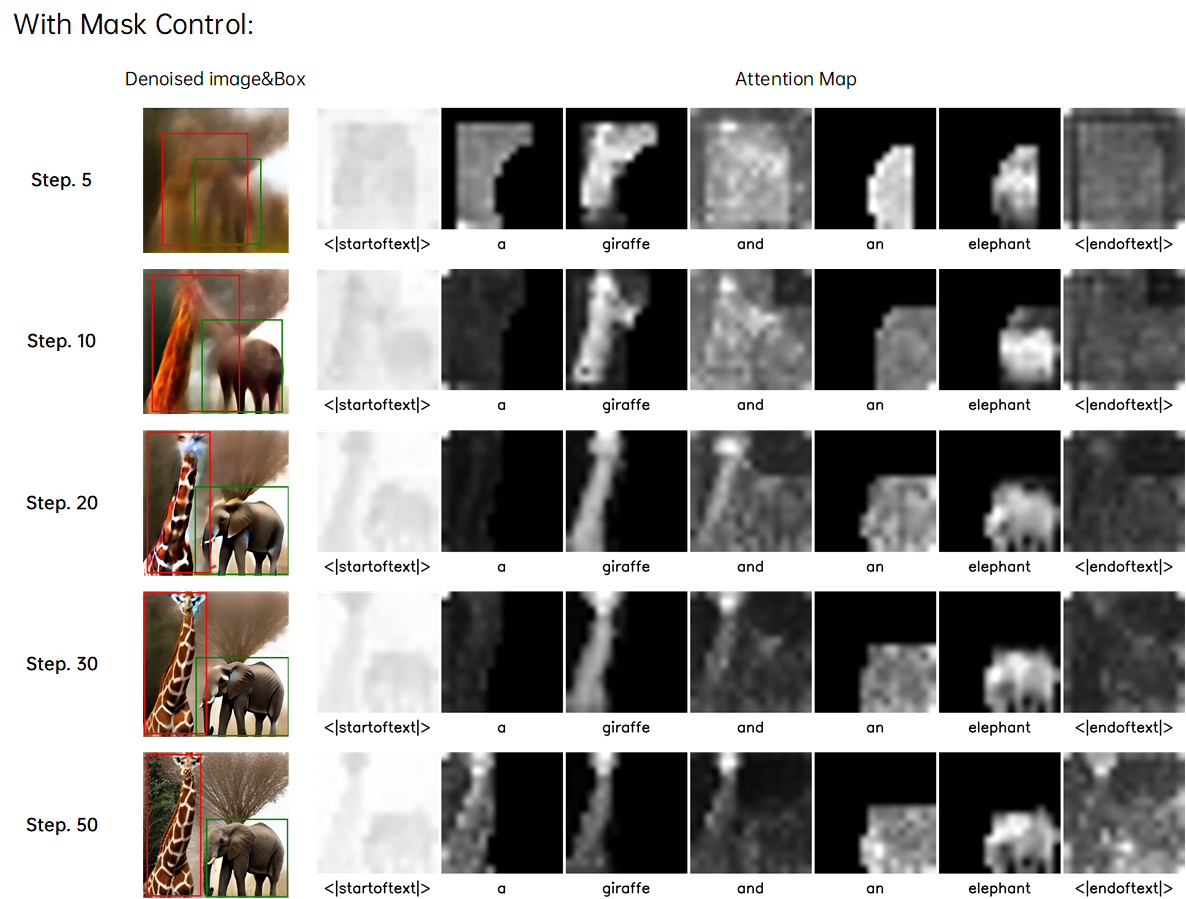 With Mask Control:
Denoised image&Box Attention Map
Step. 5
<|startoftext|> a giraffe and an elephant <|endoftext|>
Step. 10
<|startoftext|> a giraffe and an elephant <|endoftext|>
Step. 20
<|startoftext|> a giraffe and an elephant <|endoftext|>
Step. 30
<|startoftext|> a giraffe and an elephant <|endoftext|>
Step. 50
<|startoftext|> a giraffe and an elephant <|endoftext|>